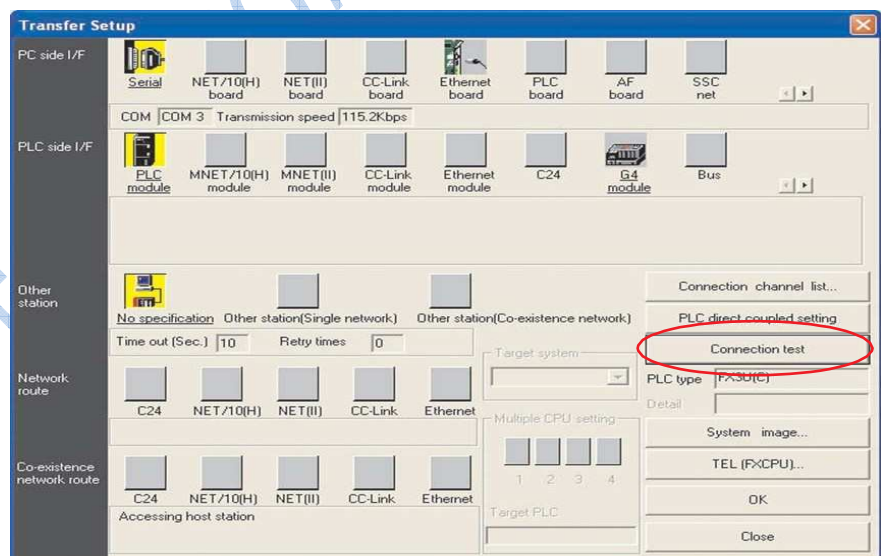 Transfer Setup
PC side I/F
Serial
NET/10(H) board
NET(II) board
CC-Link board
Ethernet board
PLC board
AF board
SSC net
COM COM 3 Transmission speed 115.2Kbps
PLC side I/F
PLC module
MNET/10(H) module
MNET(II) module
CC-Link module
Ethernet module
C24
G4 module
Bus
Other station
No specification
Other station(Single network)
Other station(Co-existence network)
Time out (Sec.) 10 Retry times 0
Connection channel list...
PLC direct coupled setting
Connection test
Target system
PLC type FX3U(C)
Detail
System image...
TEL (FXCPU)...
OK
Close
Network route
C24 NET/10(H) NET(II) CC-Link Ethernet
Multiple CPU setting
1 2 3 4
Target PLC
Co-existence network route
C24 NET/10(H) NET(II) CC-Link Ethernet
Accessing host station